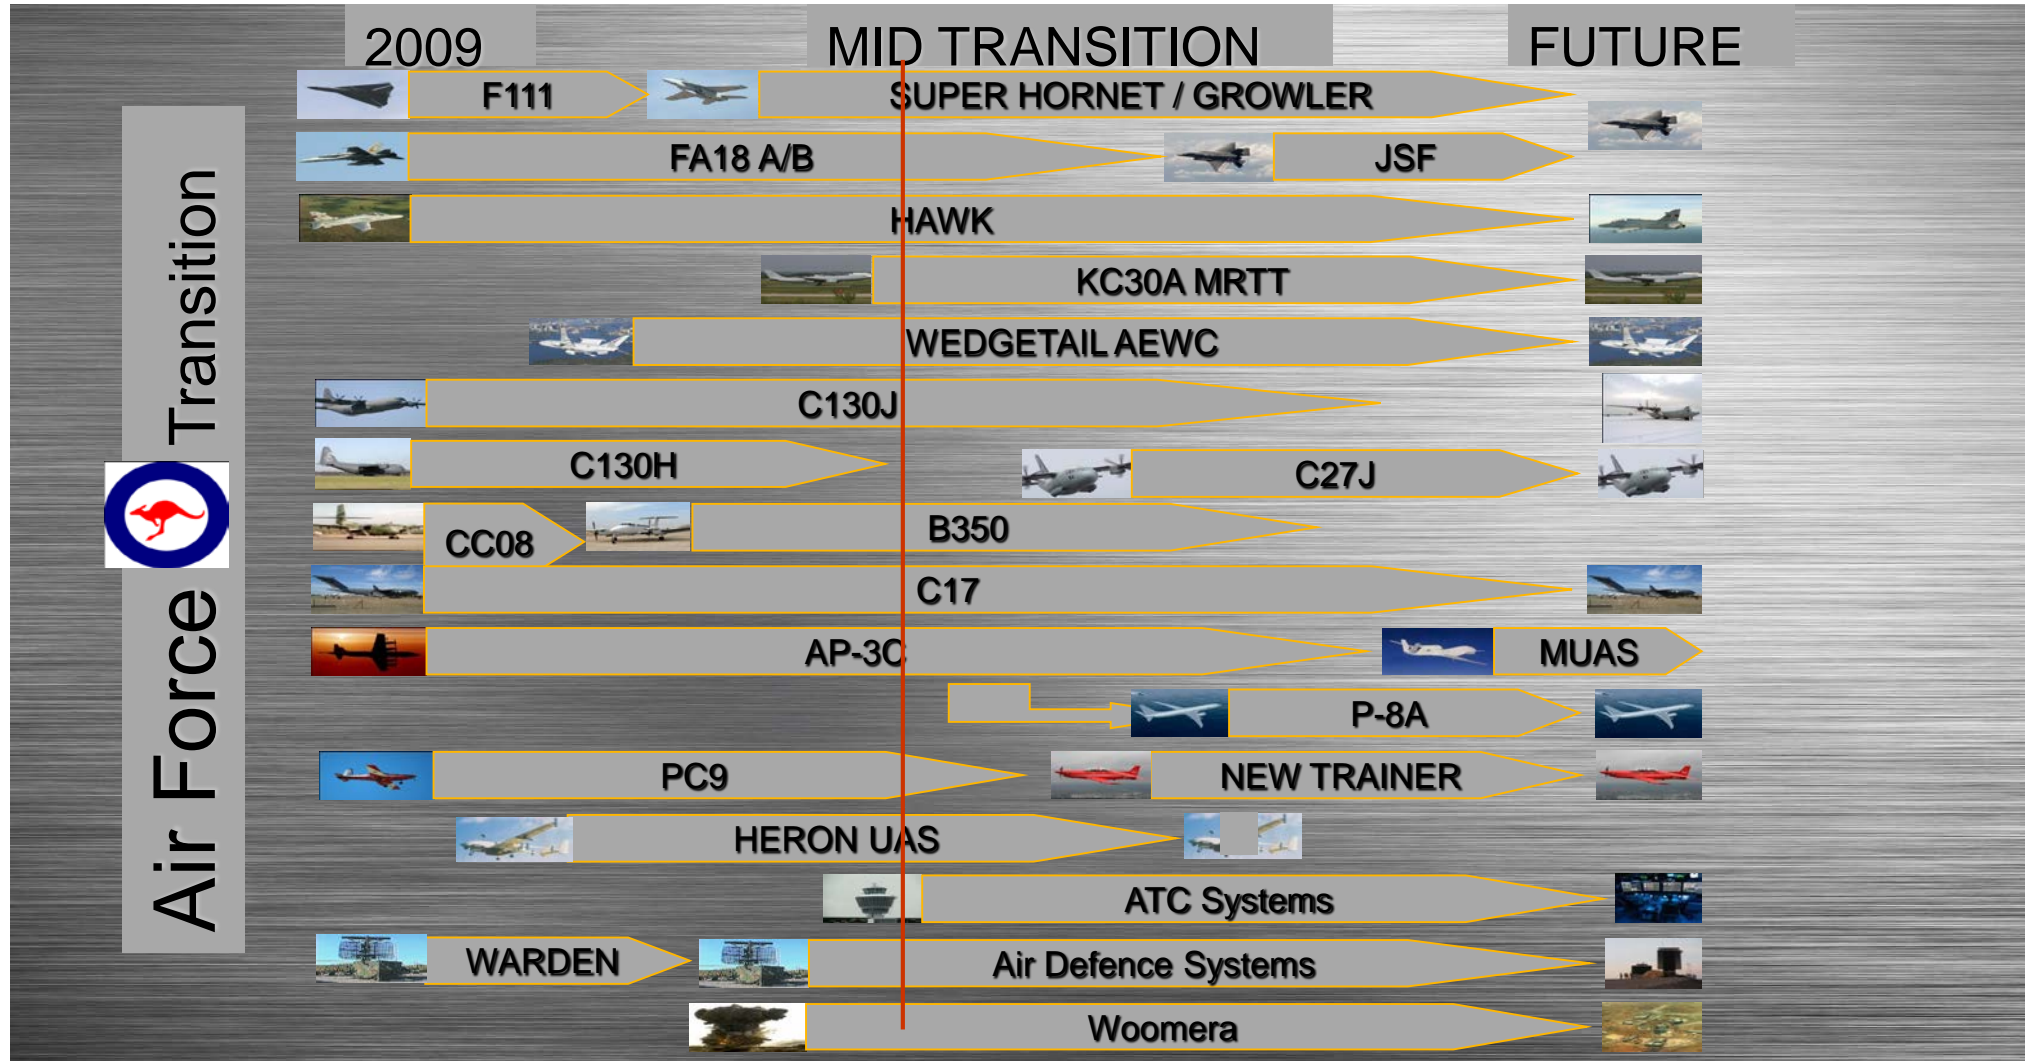 2009
MID TRANSITION
FUTURE
Air Force Transition
F111
SUPER HORNET / GROWLER
FA18 A/B
JSF
HAWK
KC30A MRTT
WEDGETAIL AEWC
C130J
C130H
C27J
CC08
B350
C17
AP-3C
MUAS
P-8A
PC9
NEW TRAINER
HERON UAS
ATC Systems
WARDEN
Air Defence Systems
Woomera